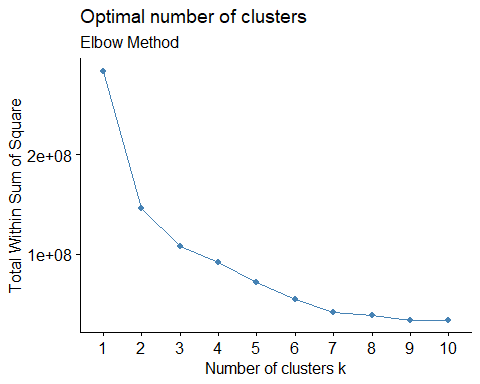 Optimal number of clusters
Elbow Method
Total Within Sum of Square
2e+08
1e+08
1 2 3 4 5 6 7 8 9 10
Number of clusters k